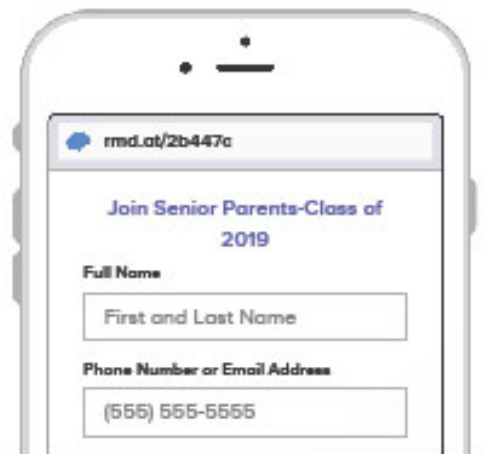 rmd.at/2b447c
Join Senior Parents-Class of
2019
Full Name
First and Last Name
Phone Number or Email Address
(555) 555-5555